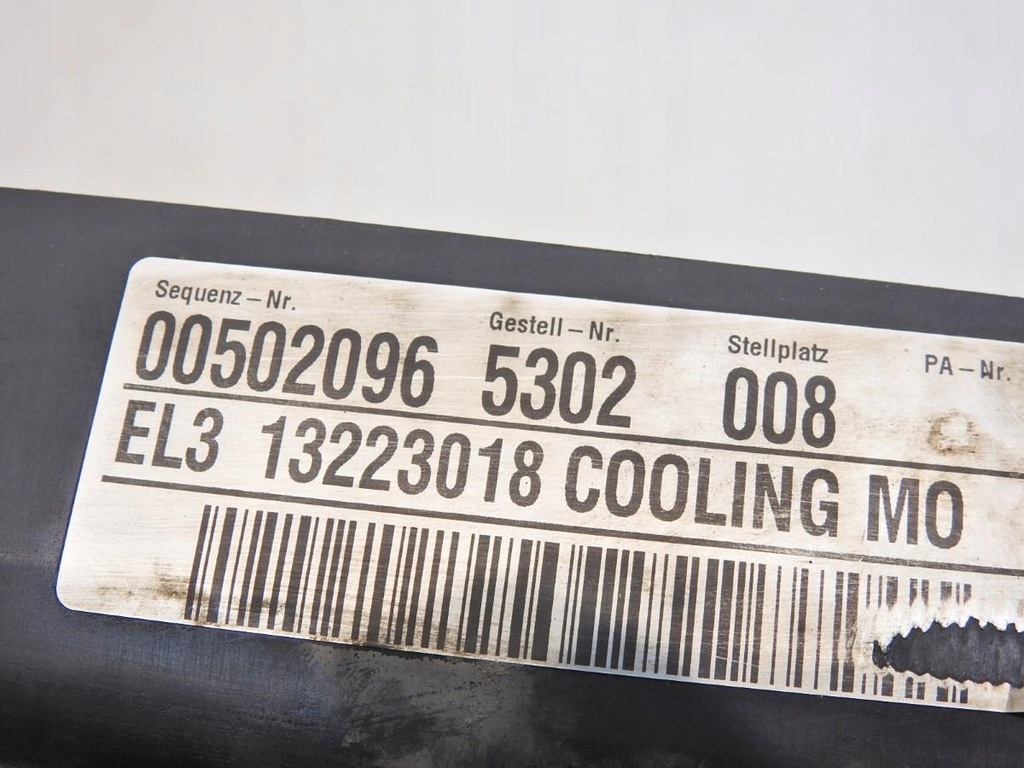 Sequenz-Nr. Gestell-Nr. Stellplatz PA-Nr.
00502096 5302 008
EL3 13223018 COOLING MO